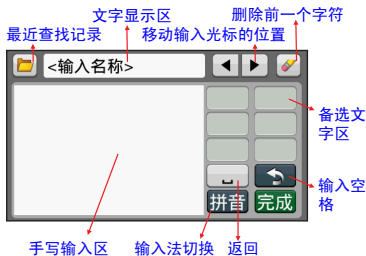 文字显示区
删除前一个字符
最近查找记录
移动输入光标的位置
<输入名称>
备选文
字区
输入空
格
拼音
完成
手写输入区
输入法切换
返回